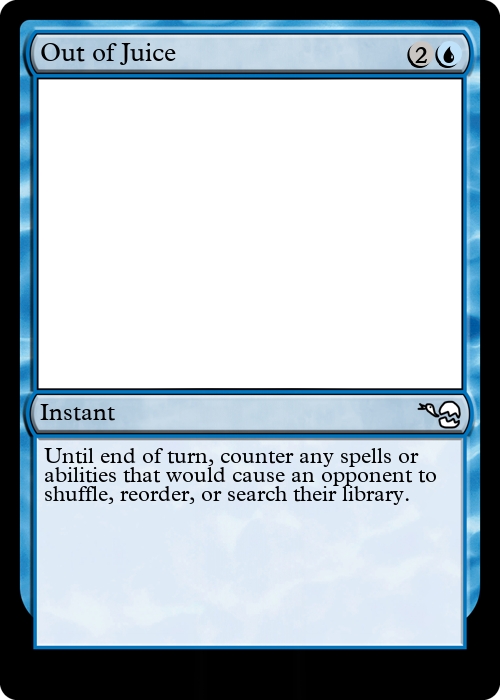 Out of Juice 2
Instant
Until end of turn, counter any spells or
abilities that would cause an opponent to
shuffle, reorder, or search their library.